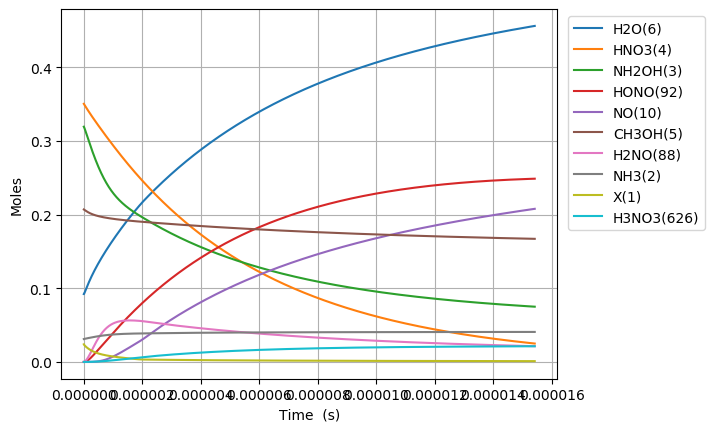 0.4
0.3
0.2
0.1
0.0
Moles
0.000000 0.000002 0.000004 0.000006 0.000008 0.000010 0.000012 0.000014 0.000016
Time (s)
H2O(6)
HNO3(4)
NH2OH(3)
HONO(92)
NO(10)
CH3OH(5)
H2NO(88)
NH3(2)
X(1)
H3NO3(626)